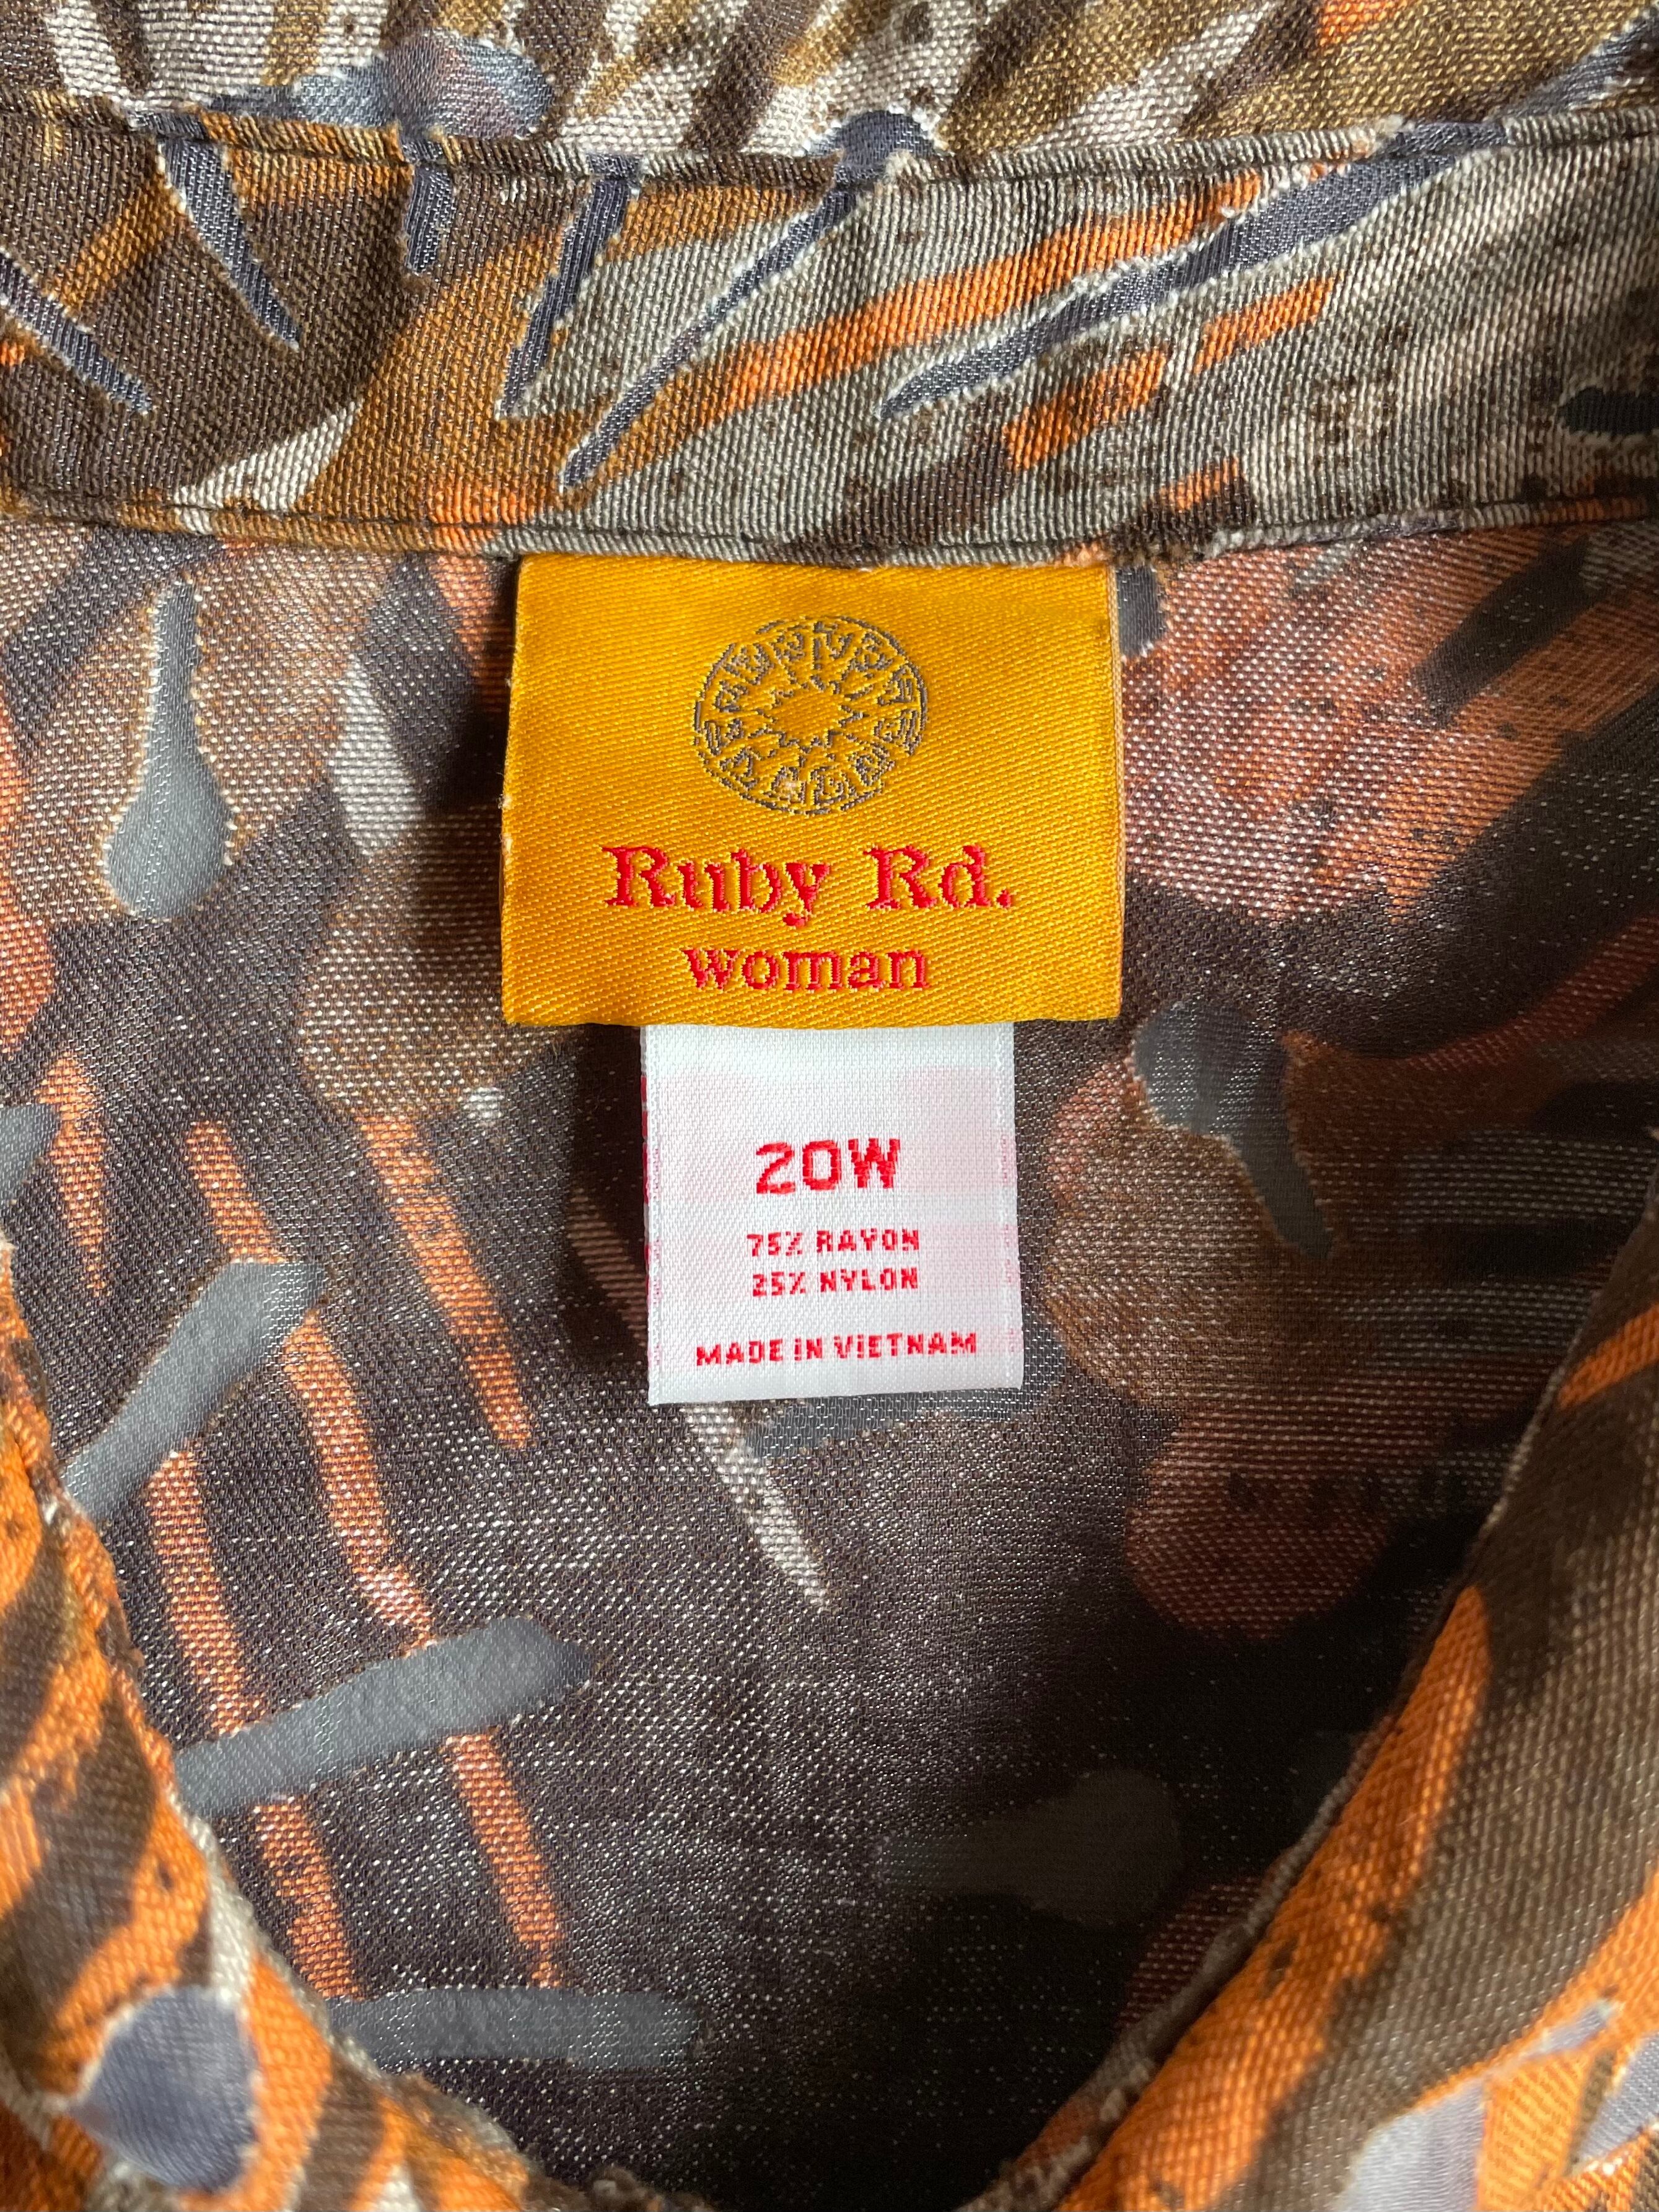 Ruby Rd.
woman
20W
75% RAYON
25% NYLON
MADE IN VIETNAM